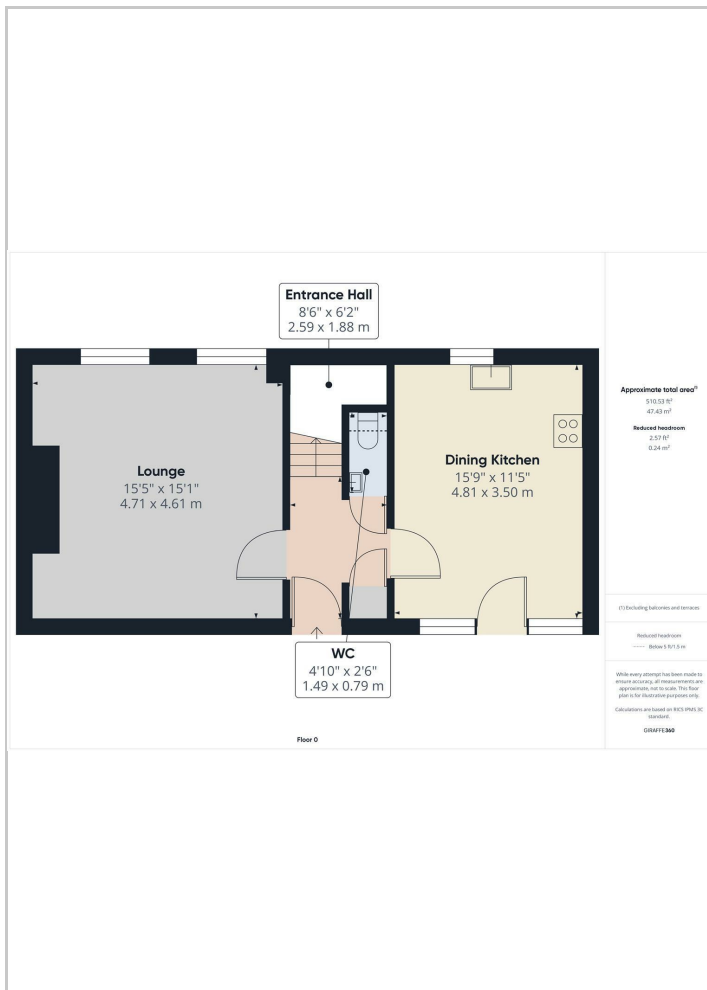 Entrance Hall
8'6" x 6'2"
2.59 x 1.88 m
Lounge
15'5" x 15'1"
4.71 x 4.61 m
Dining Kitchen
15'9" x 11'5"
4.81 x 3.50 m
WC
4'10" x 2'6"
1.49 x 0.79 m
Floor 0
Approximate total area⁽¹⁾
510.53 ft²
47.43 m²
Reduced headroom
2.57 ft²
0.24 m²
(1) Excluding balconies and terraces
Reduced headroom
----- Below 5 ft/1.5 m
While every attempt has been made to
ensure accuracy, all measurements are
approximate, not to scale. This floor
plan is for illustrative purposes only.
Calculations are based on RICS IPMS 3C
standard.
GIRAFFE360